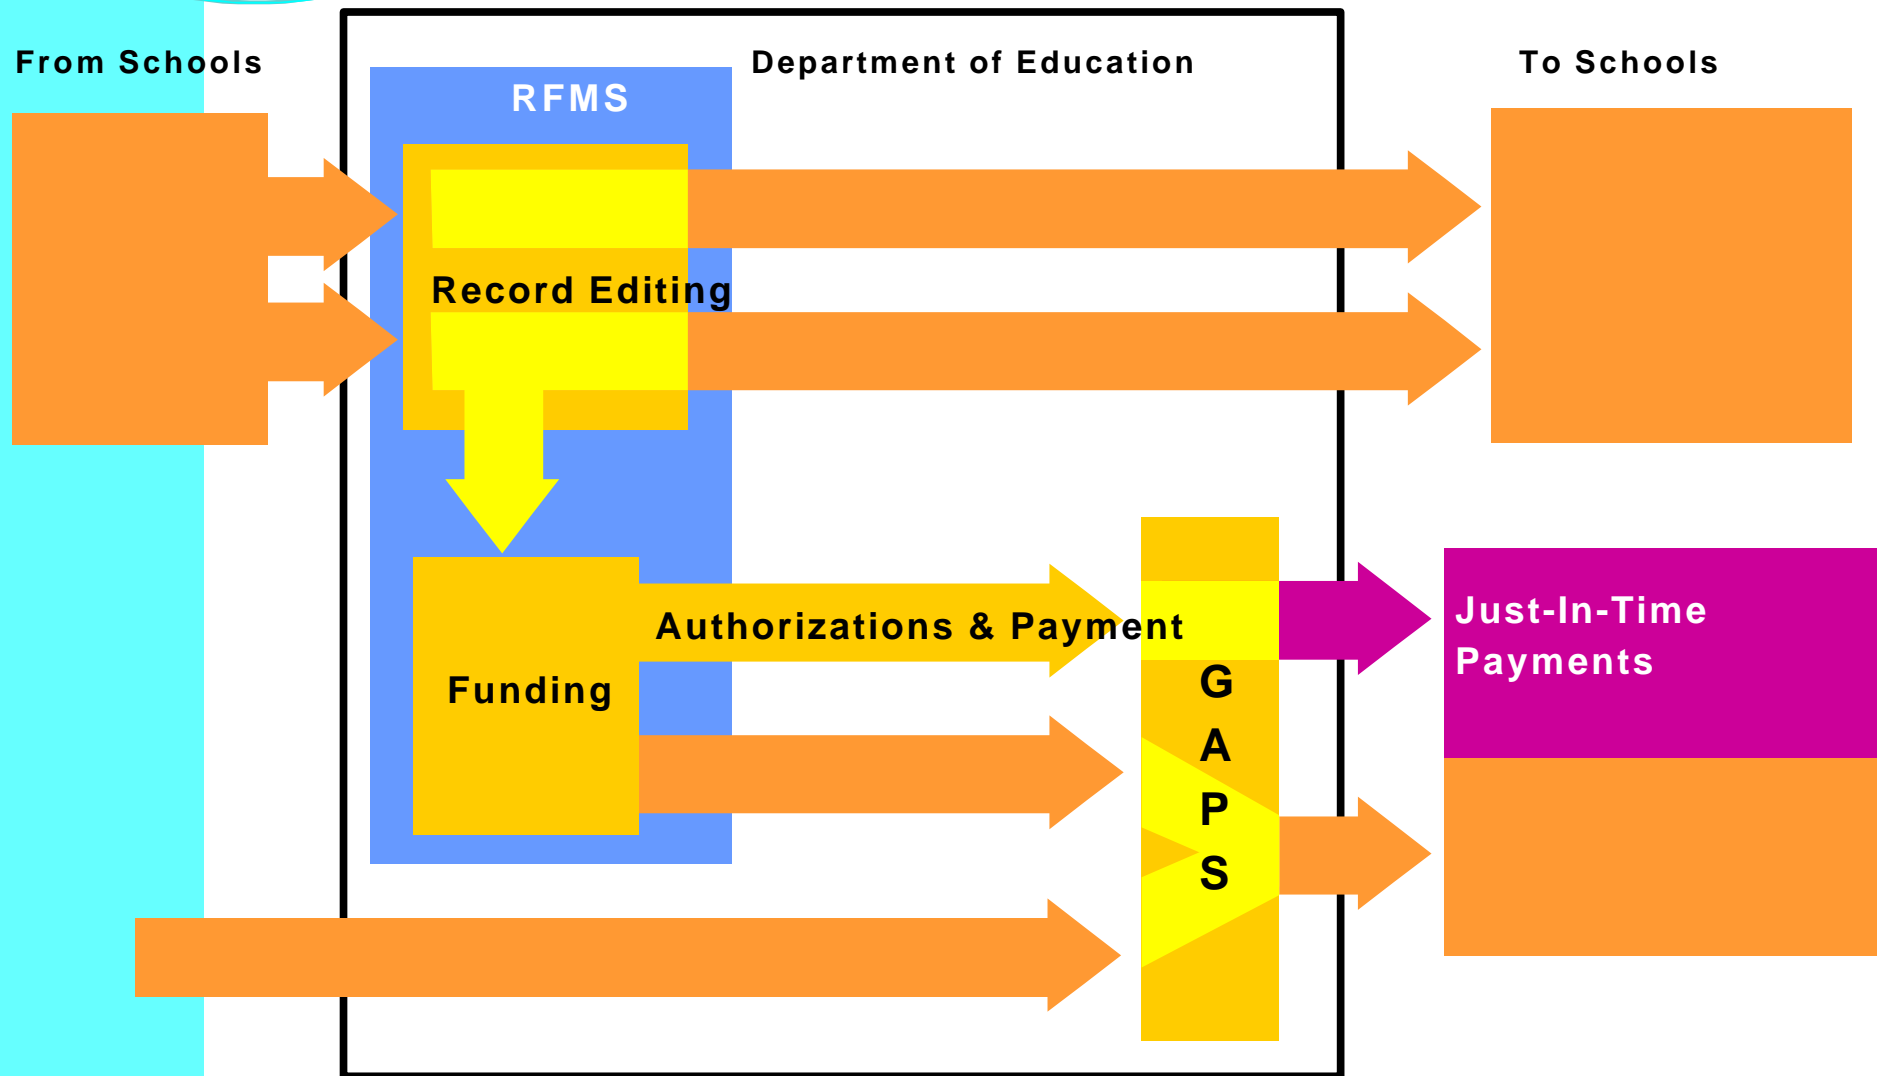 From Schools
Department of Education
To Schools
RFMS
Record Editing
Authorizations & Payment
Funding
G
A
P
S
Just-In-Time
Payments